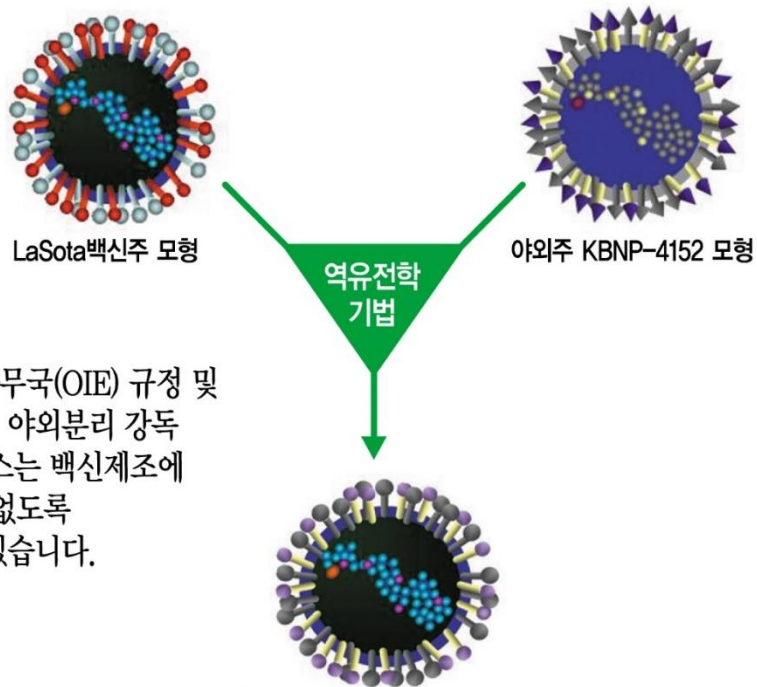 LaSota백신주 모형
야외주 KBNP-4152 모형
역유전학
기법
무국(OIE) 규정 및
야외분리 강독
스는 백신제조에
없도록
있습니다.